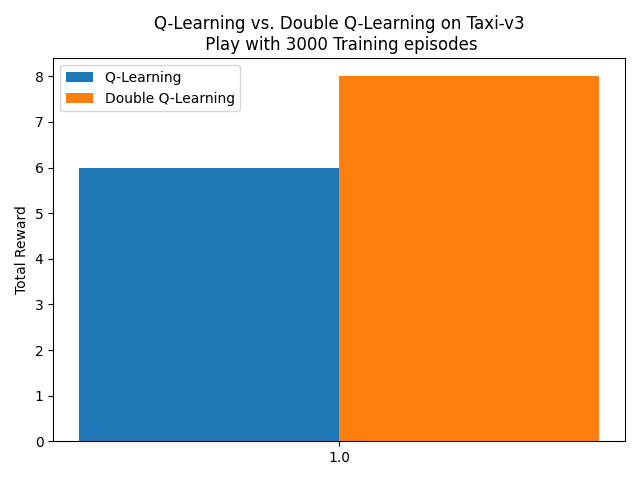 Q-Learning vs. Double Q-Learning on Taxi-v3
Play with 3000 Training episodes
Q-Learning
Double Q-Learning
Total Reward
8
7
6
5
4
3
2
1
0
1.0